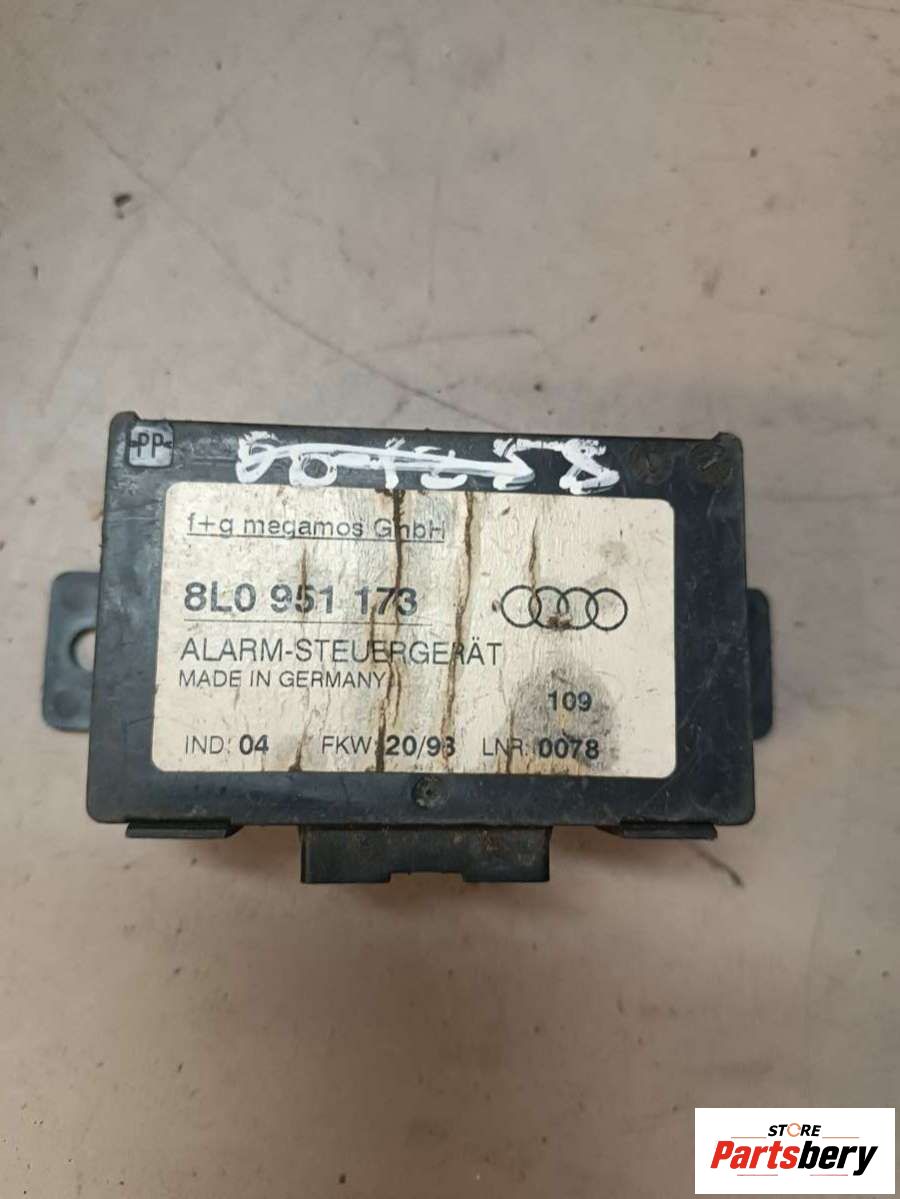 PP
f+g megamos GmbH
8L0 951 173
ALARM-STEUERGERÄT
MADE IN GERMANY
109
IND: 04 FKW: 20/98 LNR: 0078
STORE
Partsbery